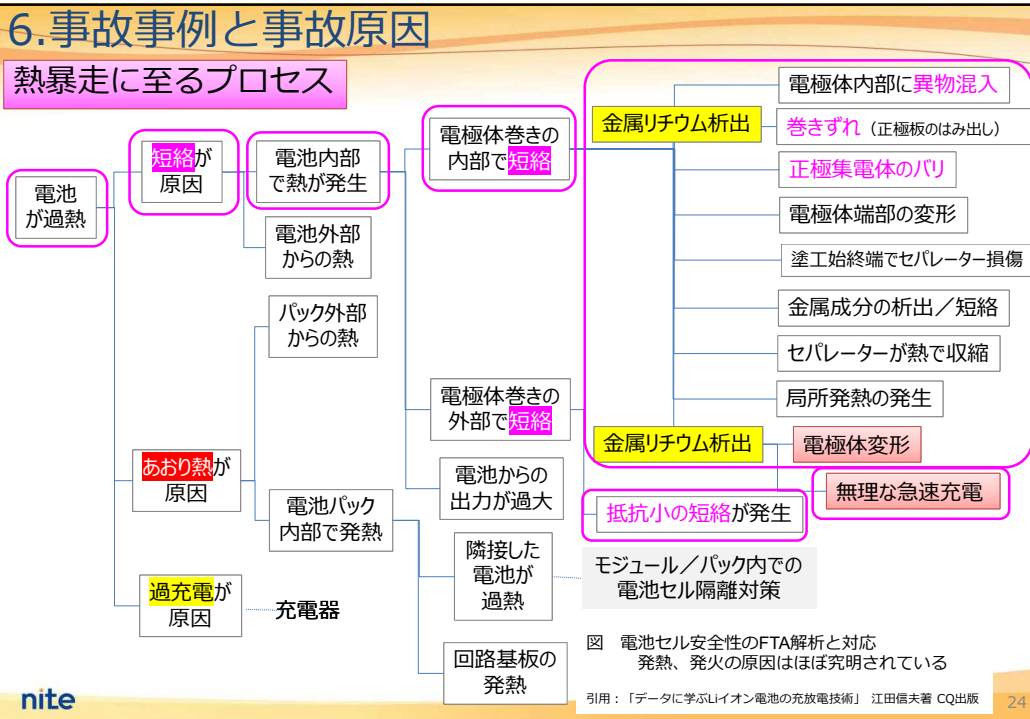 6.事故事例と事故原因
熱暴走に至るプロセス
電池
が過熱
短絡が
原因
あおり熱が
原因
過充電が
原因
電池内部
で熱が発生
電池外部
からの熱
パック外部
からの熱
電池パック
内部で発熱
充電器
電極体巻きの
内部で短絡
電極体巻きの
外部で短絡
電池からの
出力が過大
隣接した
電池が
過熱
回路基板の
発熱
金属リチウム析出
電極体内部に異物混入
巻きずれ（正極板のはみ出し）
正極集電体のバリ
電極体端部の変形
塗工始終端でセパレーター損傷
金属成分の析出／短絡
セパレーターが熱で収縮
局所発熱の発生
金属リチウム析出
電極体変形
無理な急速充電
抵抗小の短絡が発生
モジュール／パック内での
電池セル隔離対策
図　電池セル安全性のFTA解析と対応
発熱、発火の原因はほぼ究明されている
引用：「データに学ぶLiイオン電池の充放電技術」 江田信夫著 CQ出版
nite
24